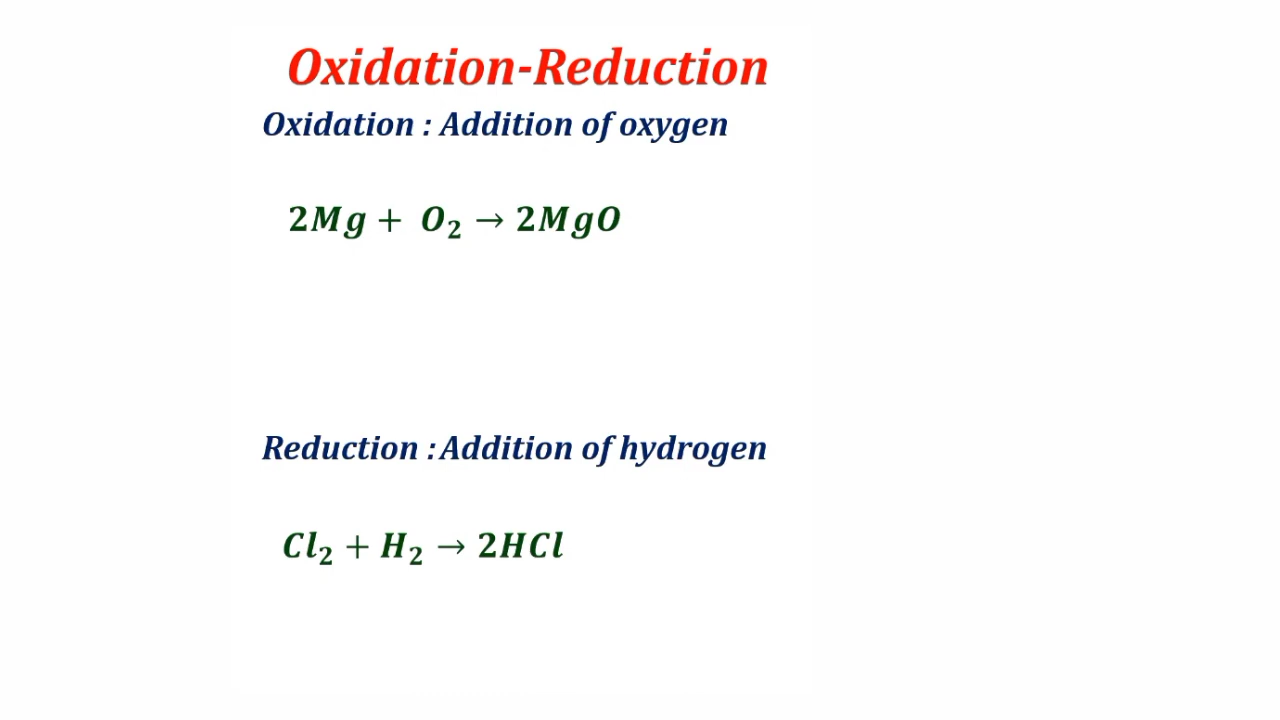 Oxidation-Reduction
Oxidation : Addition of oxygen
2Mg + O₂ → 2MgO
Reduction : Addition of hydrogen
Cl₂ + H₂ → 2HCl